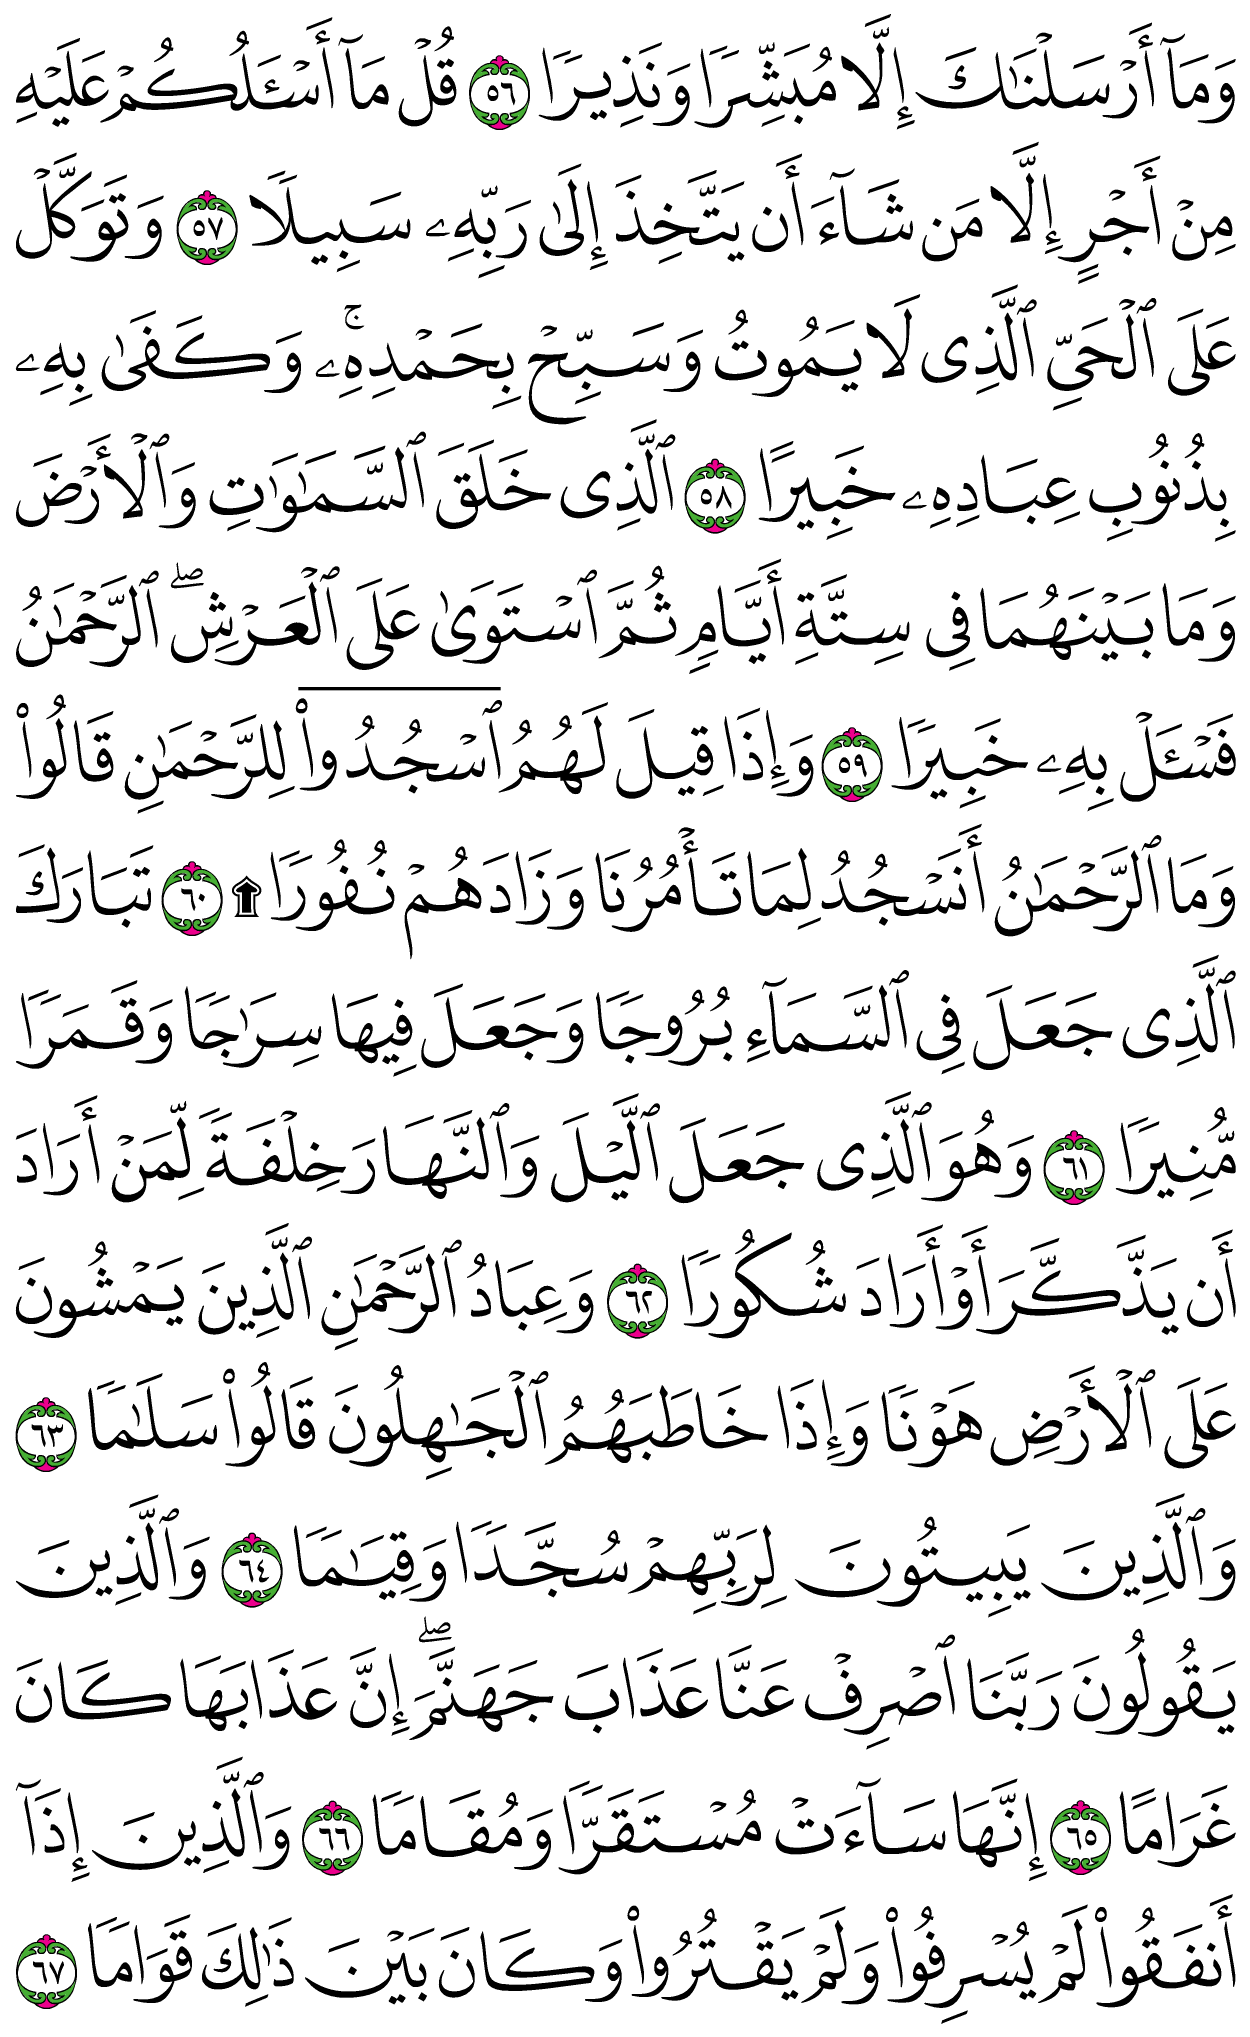 وَمَآ أَرْسَلْنَٰكَ إِلَّا مُبَشِّرًا وَنَذِيرًا ٥٦ قُلْ مَآ أَسْـَٔلُكُمْ عَلَيْهِ
مِنْ أَجْرٍ إِلَّا مَن شَآءَ أَن يَتَّخِذَ إِلَىٰ رَبِّهِۦ سَبِيلًا ٥٧ وَتَوَكَّلْ
عَلَى ٱلْحَىِّ ٱلَّذِى لَا يَمُوتُ وَسَبِّحْ بِحَمْدِهِۦ ۚ وَكَفَىٰ بِهِۦ
بِذُنُوبِ عِبَادِهِۦ خَبِيرًا ٥٨ ٱلَّذِى خَلَقَ ٱلسَّمَٰوَٰتِ وَٱلْأَرْضَ
وَمَا بَيْنَهُمَا فِى سِتَّةِ أَيَّامٍ ثُمَّ ٱسْتَوَىٰ عَلَى ٱلْعَرْشِ ۖ ٱلرَّحْمَٰنُ
فَسْـَٔلْ بِهِۦ خَبِيرًا ٥٩ وَإِذَا قِيلَ لَهُمُ ٱسْجُدُوا۟ لِلرَّحْمَٰنِ قَالُوا۟
وَمَا ٱلرَّحْمَٰنُ أَنَسْجُدُ لِمَا تَأْمُرُنَا وَزَادَهُمْ نُفُورًا ۩ ٦٠ تَبَارَكَ
ٱلَّذِى جَعَلَ فِى ٱلسَّمَآءِ بُرُوجًا وَجَعَلَ فِيهَا سِرَٰجًا وَقَمَرًا
مُّنِيرًا ٦١ وَهُوَ ٱلَّذِى جَعَلَ ٱلَّيْلَ وَٱلنَّهَارَ خِلْفَةً لِّمَنْ أَرَادَ
أَن يَذَّكَّرَ أَوْ أَرَادَ شُكُورًا ٦٢ وَعِبَادُ ٱلرَّحْمَٰنِ ٱلَّذِينَ يَمْشُونَ
عَلَى ٱلْأَرْضِ هَوْنًا وَإِذَا خَاطَبَهُمُ ٱلْجَٰهِلُونَ قَالُوا۟ سَلَٰمًا ٦٣
وَٱلَّذِينَ يَبِيتُونَ لِرَبِّهِمْ سُجَّدًا وَقِيَٰمًا ٦٤ وَٱلَّذِينَ
يَقُولُونَ رَبَّنَا ٱصْرِفْ عَنَّا عَذَابَ جَهَنَّمَ ۖ إِنَّ عَذَابَهَا كَانَ
غَرَامًا ٦٥ إِنَّهَا سَآءَتْ مُسْتَقَرًّا وَمُقَامًا ٦٦ وَٱلَّذِينَ إِذَآ
أَنفَقُوا۟ لَمْ يُسْرِفُوا۟ وَلَمْ يَقْتُرُوا۟ وَكَانَ بَيْنَ ذَٰلِكَ قَوَامًا ٦٧